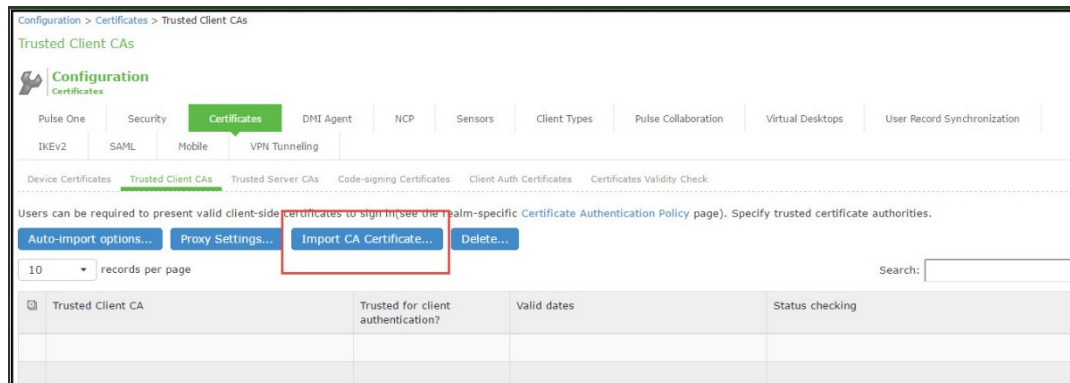 Configuration > Certificates > Trusted Client CAs
Trusted Client CAs
Configuration
Certificates
Pulse One Security Certificates DMI Agent NCP Sensors Client Types Pulse Collaboration Virtual Desktops User Record Synchronization
IKEv2 SAML Mobile VPN Tunneling
Device Certificates Trusted Client CAs Trusted Server CAs Code-signing Certificates Client Auth Certificates Certificates Validity Check
Users can be required to present valid client-side certificates to sign in(see the realm-specific Certificate Authentication Policy page). Specify trusted certificate authorities.
Auto-import options... Proxy Settings... Import CA Certificate... Delete...
10 records per page Search:
Trusted Client CA Trusted for client Valid dates Status checking
authentication?